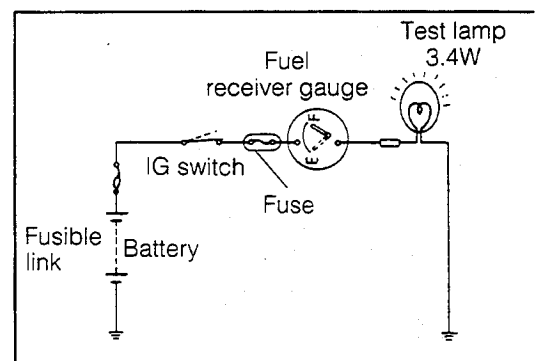 Test lamp
3.4W
Fuel
receiver gauge
F
E
IG switch
Fuse
Fusible
link
Battery